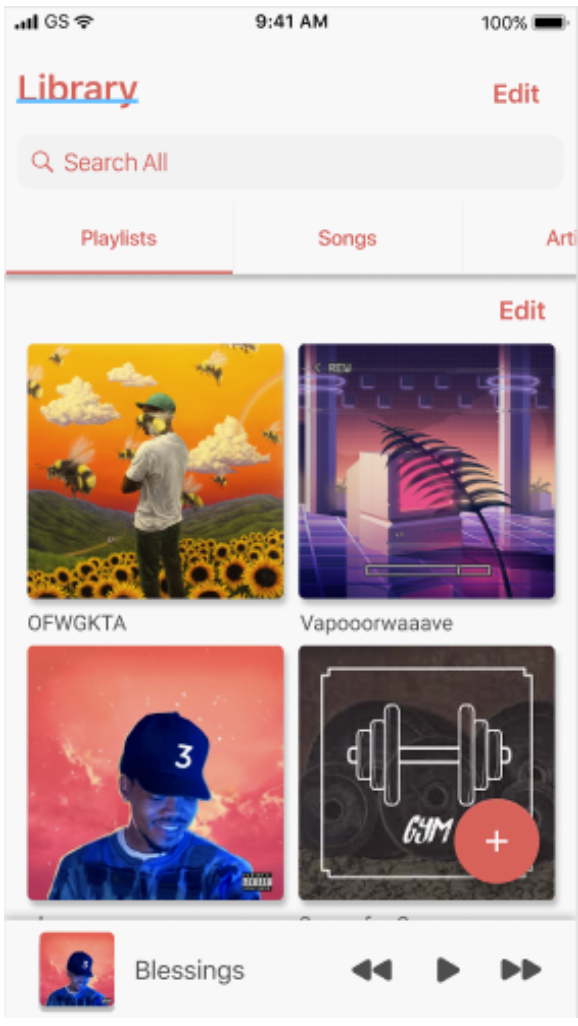 GS 9:41 AM 100%
Library
Edit
Search All
Playlists Songs Arti
Edit
< REW
OFWGKTA Vapooorwaaave
3
GYM
+
Blessings